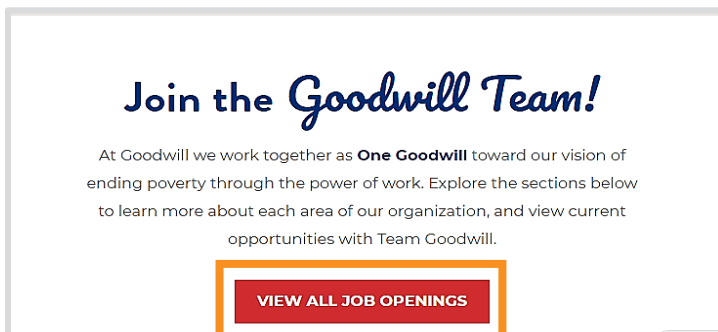 Join the Goodwill Team!
At Goodwill we work together as One Goodwill toward our vision of
ending poverty through the power of work. Explore the sections below
to learn more about each area of our organization, and view current
opportunities with Team Goodwill.
VIEW ALL JOB OPENINGS